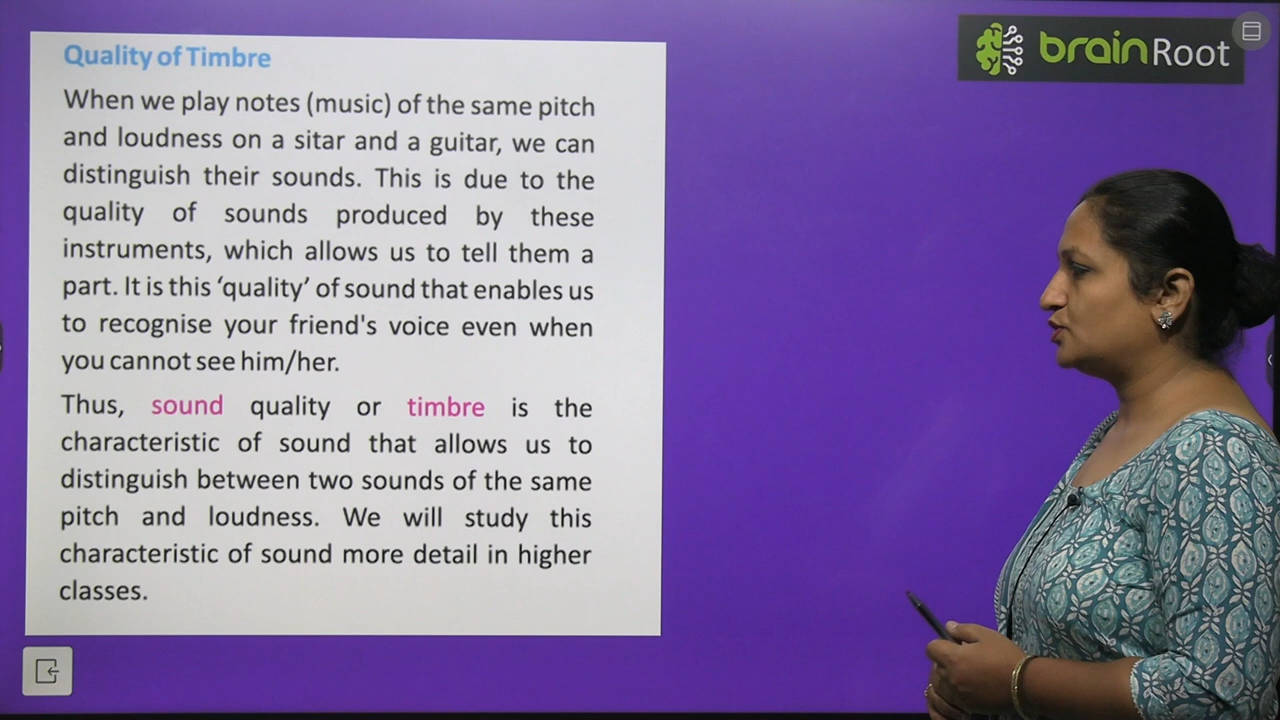 Quality of Timbre
When we play notes (music) of the same pitch
and loudness on a sitar and a guitar, we can
distinguish their sounds. This is due to the
quality of sounds produced by these
instruments, which allows us to tell them a
part. It is this ‘quality’ of sound that enables us
to recognise your friend's voice even when
you cannot see him/her.
Thus, sound quality or timbre is the
characteristic of sound that allows us to
distinguish between two sounds of the same
pitch and loudness. We will study this
characteristic of sound more detail in higher
classes.
brainRoot